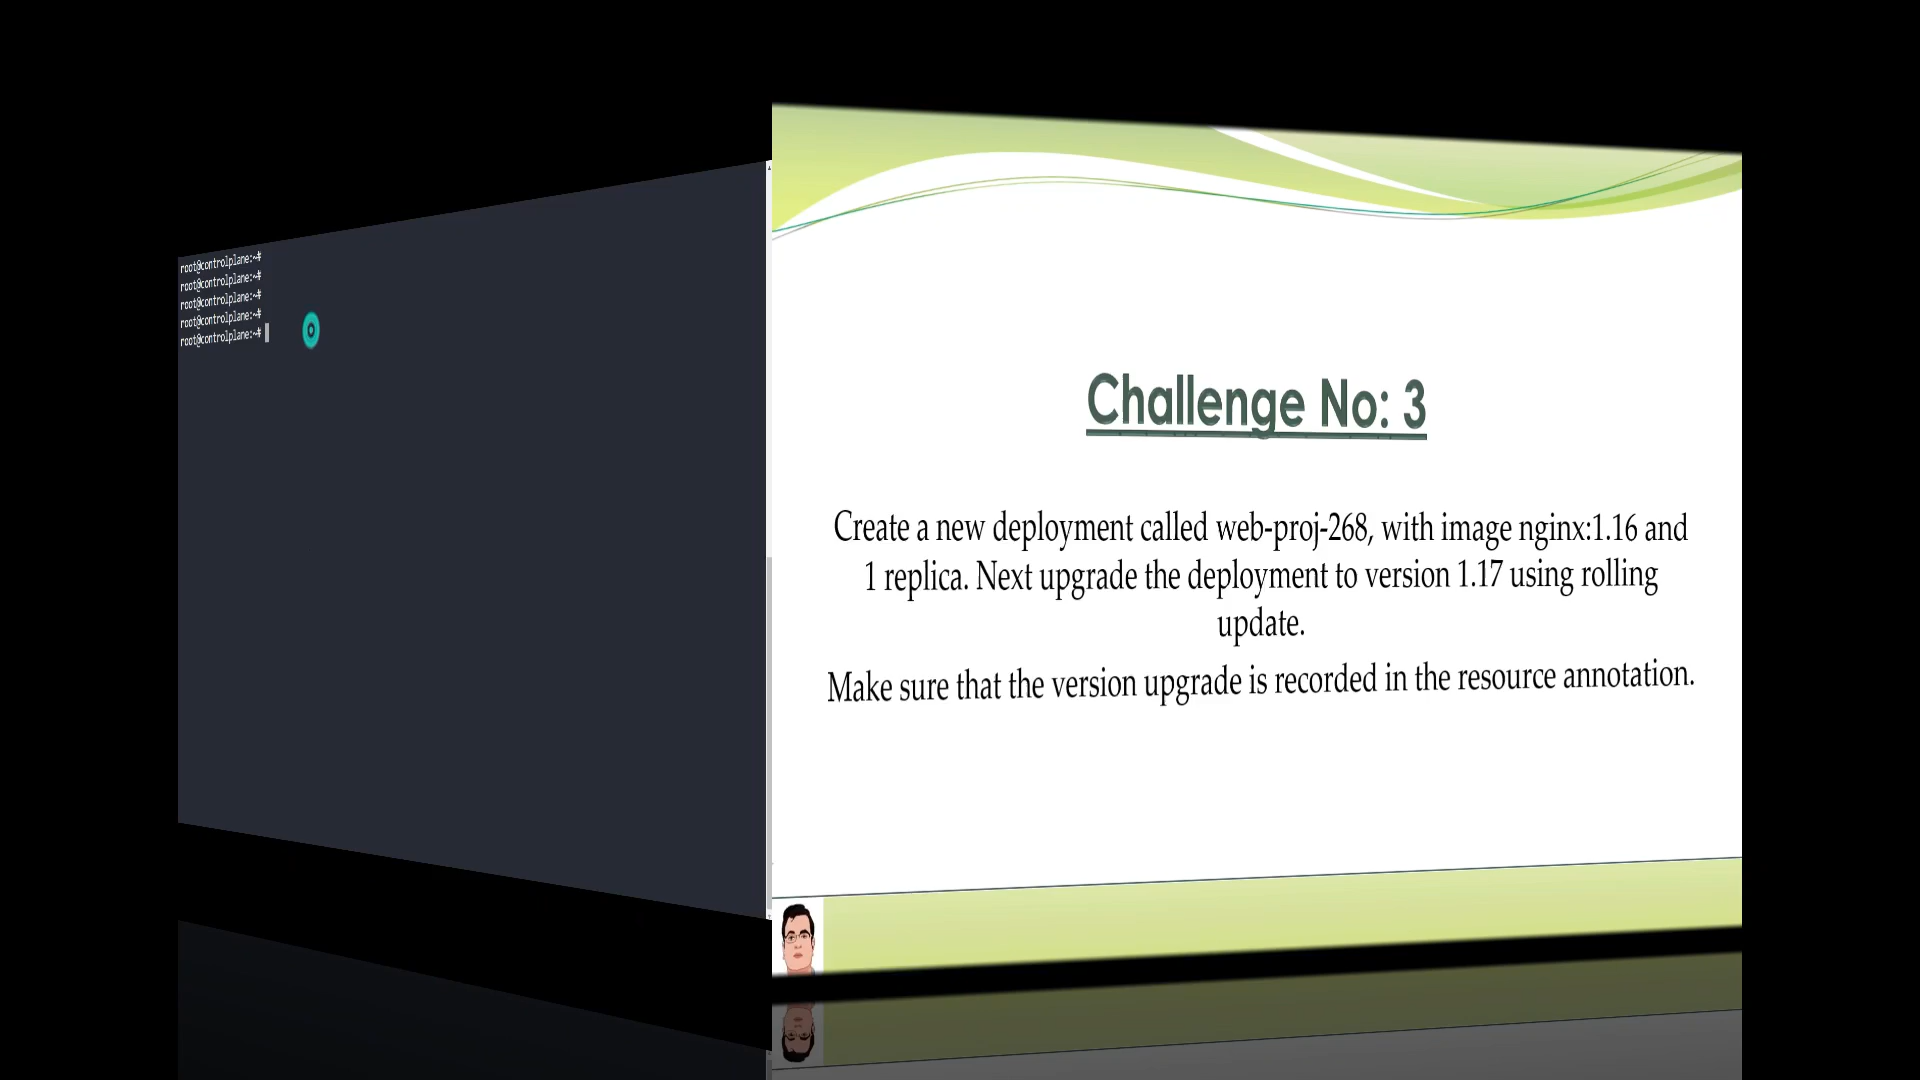 root@controlplane:~#
root@controlplane:~#
root@controlplane:~#
root@controlplane:~#
root@controlplane:~#
Challenge No: 3
Create a new deployment called web-proj-268, with image nginx:1.16 and
1 replica. Next upgrade the deployment to version 1.17 using rolling
update.
Make sure that the version upgrade is recorded in the resource annotation.